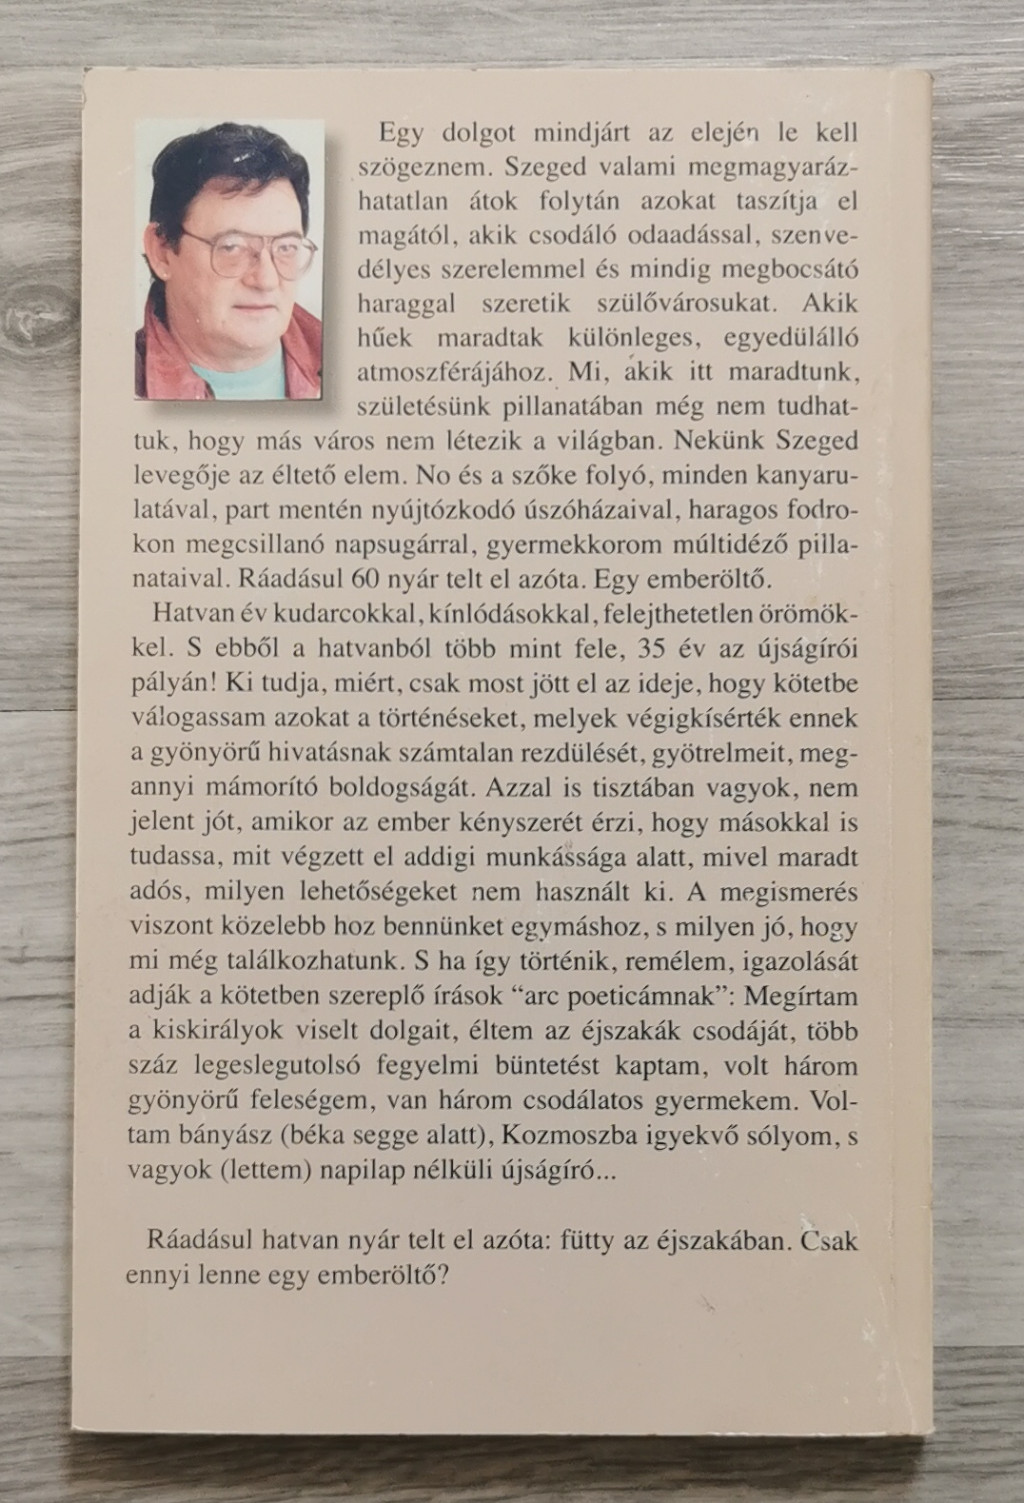 Egy dolgot mindjárt az elején le kell
szögeznem. Szeged valami megmagyaráz-
hatatlan átok folytán azokat taszítja el
magától, akik csodáló odaadással, szenve-
délyes szerelemmel és mindig megbocsátó
haraggal szeretik szülővárosukat. Akik
hűek maradtak különleges, egyedülálló
atmoszférájához. Mi, akik itt maradtunk,
születésünk pillanatában még nem tudhat-
tuk, hogy más város nem létezik a világban. Nekünk Szeged
levegője az éltető elem. No és a szőke folyó, minden kanyaru-
latával, part mentén nyújtózkodó úszóházaival, haragos fodro-
kon megcsillanó napsugárral, gyermekkorom múltidéző pilla-
nataival. Ráadásul 60 nyár telt el azóta. Egy emberöltő.
Hatvan év kudarcokkal, kínlódásokkal, felejthetetlen örömök-
kel. S ebből a hatvanból több mint fele, 35 év az újságírói
pályán! Ki tudja, miért, csak most jött el az ideje, hogy kötetbe
válogassam azokat a történéseket, melyek végigkísérték ennek
a gyönyörű hivatásnak számtalan rezdülését, gyötrelmeit, meg-
annyi mámorító boldogságát. Azzal is tisztában vagyok, nem
jelent jót, amikor az ember kényszerét érzi, hogy másokkal is
tudassa, mit végzett el addigi munkássága alatt, mivel maradt
adós, milyen lehetőségeket nem használt ki. A megismerés
viszont közelebb hoz bennünket egymáshoz, s milyen jó, hogy
mi még találkozhatunk. S ha így történik, remélem, igazolását
adják a kötetben szereplő írások “arc poeticámnak”: Megírtam
a kiskirályok viselt dolgait, éltem az éjszakák csodáját, több
száz legeslegutolsó fegyelmi büntetést kaptam, volt három
gyönyörű feleségem, van három csodálatos gyermekem. Vol-
tam bányász (béka segge alatt), Kozmoszba igyekvő sólyom, s
vagyok (lettem) napilap nélküli újságíró...
Ráadásul hatvan nyár telt el azóta: fütty az éjszakában. Csak
ennyi lenne egy emberöltő?